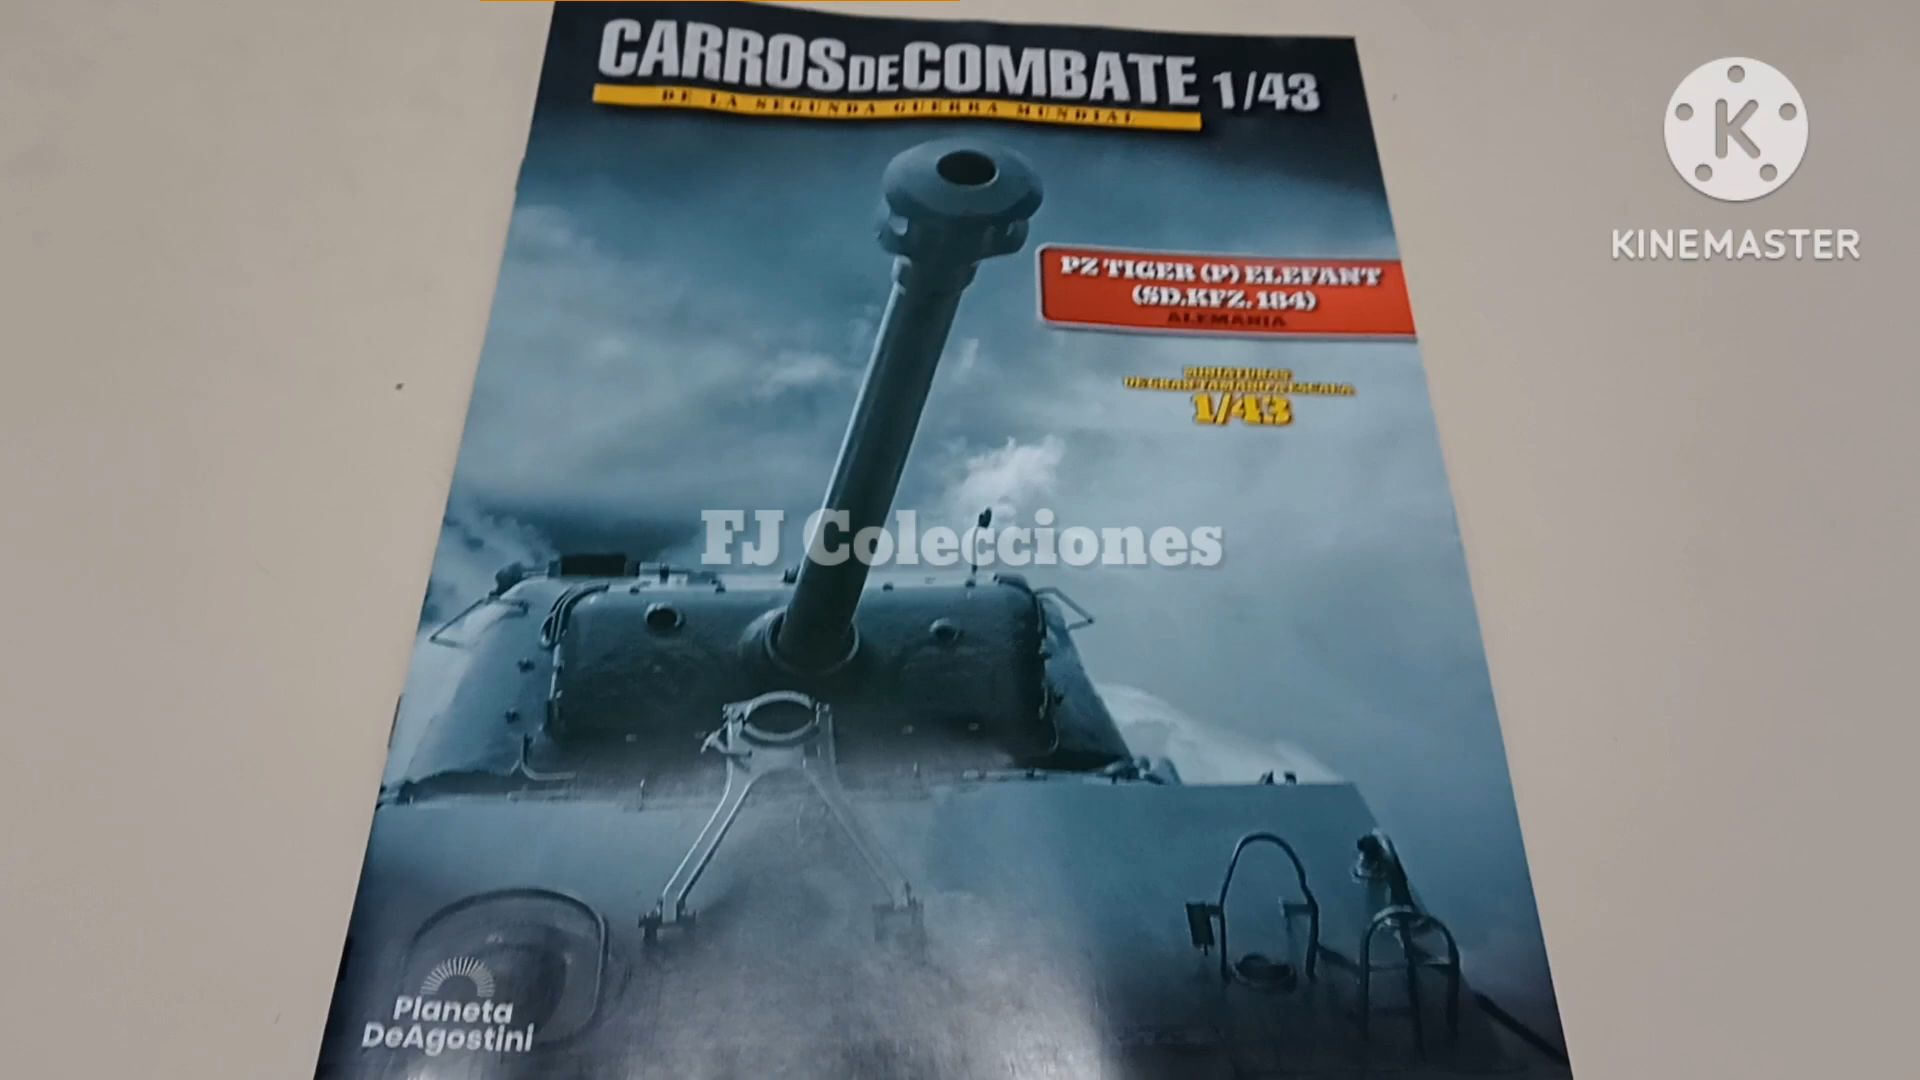 CARROS DE COMBATE 1/43
DE LA SEGUNDA GUERRA MUNDIAL
K
KINEMASTER
PZ TIGER (P) ELEFANT
(SD.KFZ. 184)
ALEMANIA
MINIATURAS
1/43
FJ Colecciones
Planeta
DeAgostini